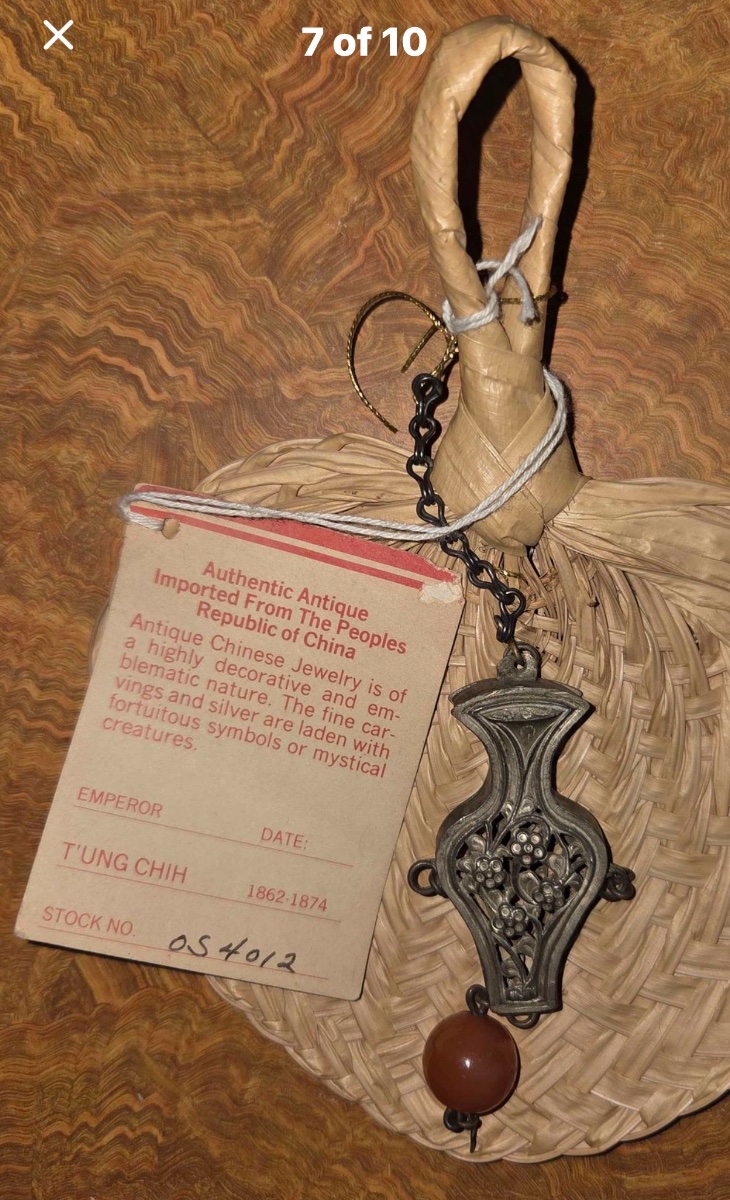 7 of 10
Authentic Antique
Imported From The Peoples
Republic of China
Antique Chinese Jewelry is of
a highly decorative and em-
blematic nature. The fine car-
vings and silver are laden with
fortuitous symbols or mystical
creatures.
EMPEROR DATE:
T'UNG CHIH 1862-1874
STOCK NO. OS4012